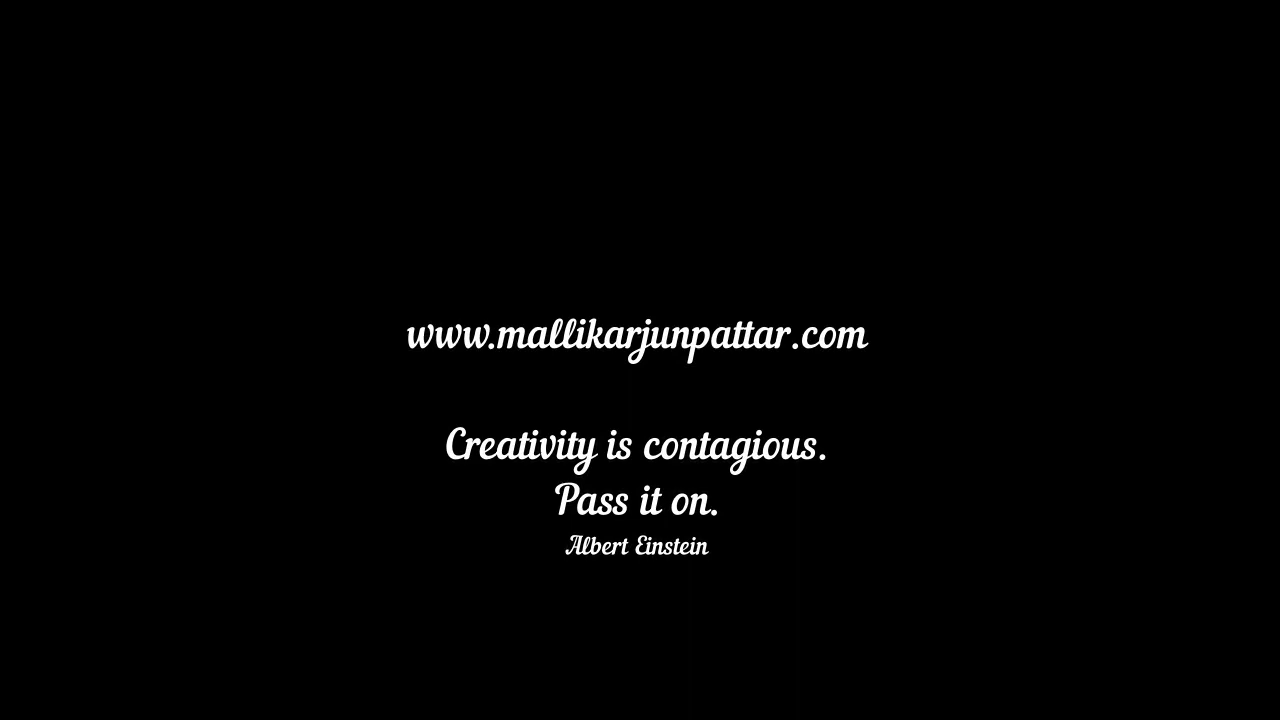 www.mallikarjunpattar.com
Creativity is contagious.
Pass it on.
Albert Einstein